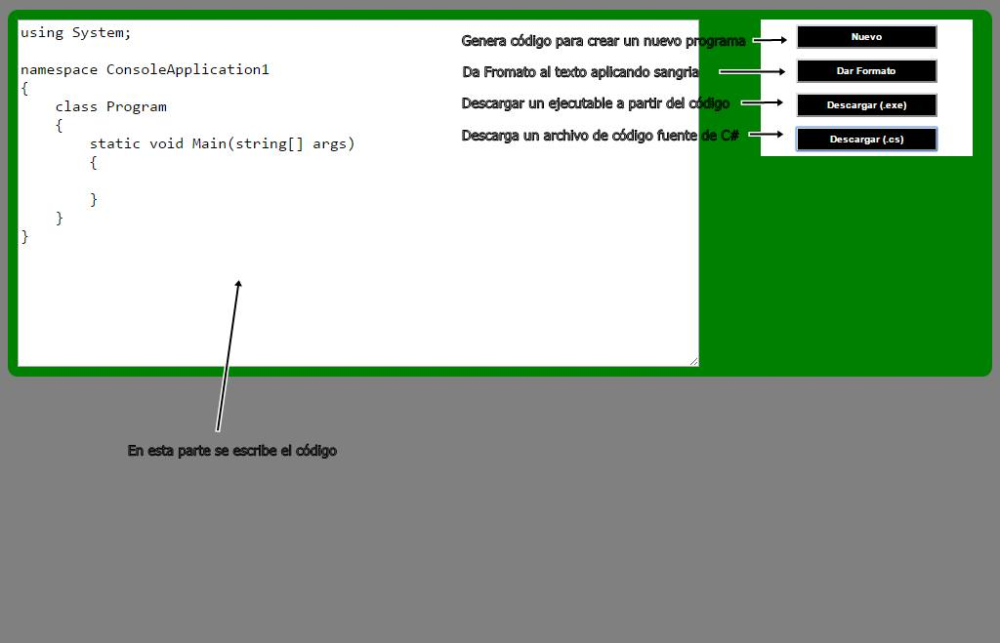 using System;
namespace ConsoleApplication1
{
    class Program
    {
        static void Main(string[] args)
        {
        }
    }
}
Genera código para crear un nuevo programa
Nuevo
Da Fromato al texto aplicando sangria
Dar Formato
Descargar un ejecutable a partir del código
Descargar (.exe)
Descarga un archivo de código fuente de C#
Descargar (.cs)
En esta parte se escribe el código